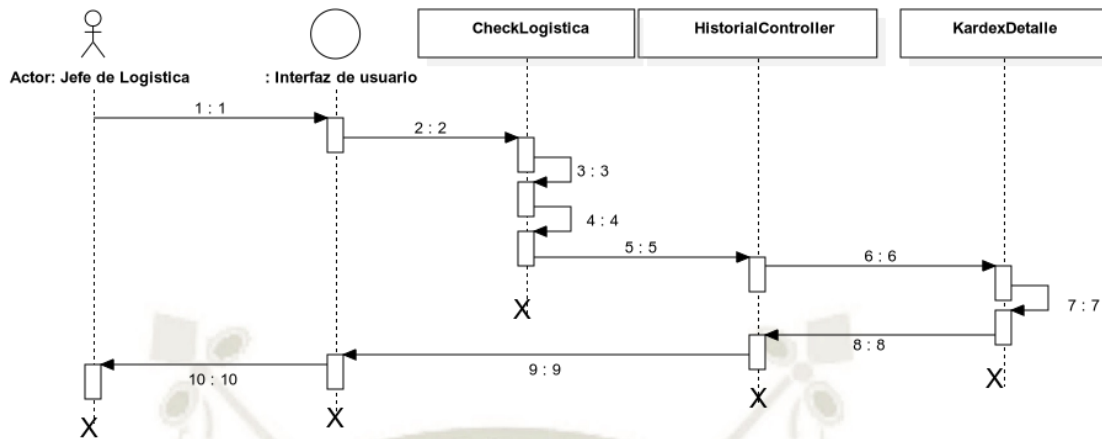 CheckLogistica
HistorialController
KardexDetalle
Actor: Jefe de Logistica
: Interfaz de usuario
1 : 1
2 : 2
3 : 3
4 : 4
5 : 5
6 : 6
7 : 7
8 : 8
9 : 9
10 : 10
X
X
X
X
X